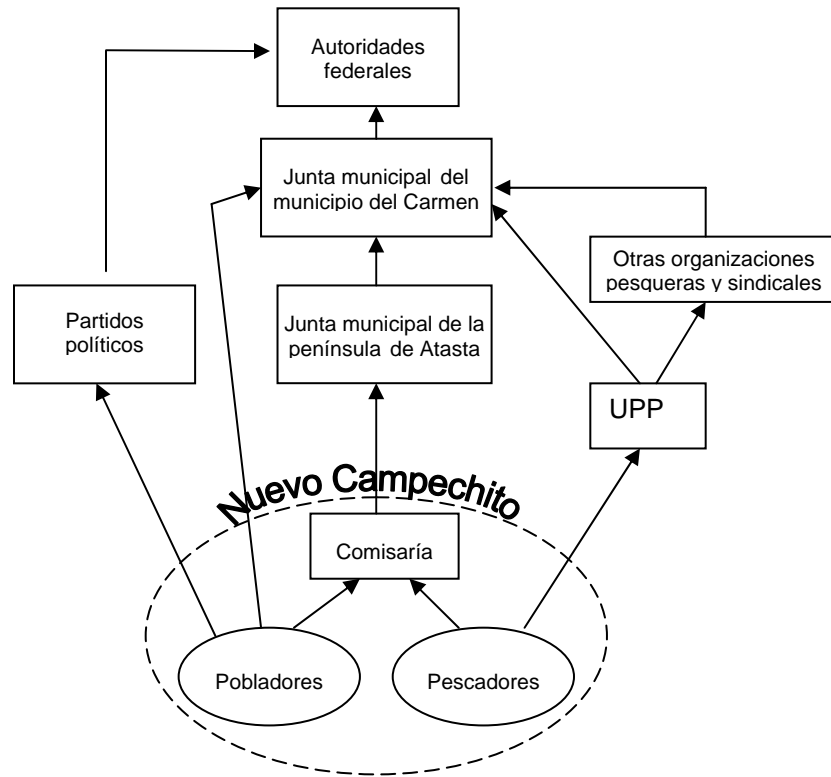 Autoridades
federales
Junta municipal del
municipio del Carmen
Otras organizaciones
pesqueras y sindicales
Partidos
políticos
Junta municipal de la
península de Atasta
UPP
Nuevo Campechito
Comisaría
Pobladores
Pescadores